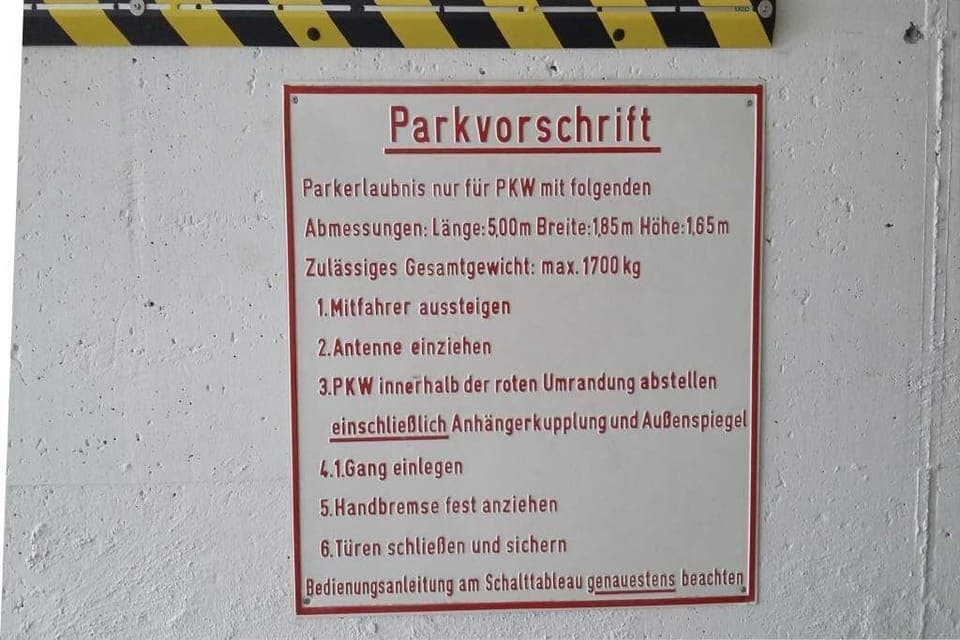 Parkvorschrift
Parkerlaubnis nur für PKW mit folgenden
Abmessungen: Länge:5,00m Breite:1,85m Höhe:1,65m
Zulässiges Gesamtgewicht: max. 1700 kg
1.Mitfahrer aussteigen
2.Antenne einziehen
3.PKW innerhalb der roten Umrandung abstellen
einschließlich Anhängerkupplung und Außenspiegel
4.1.Gang einlegen
5.Handbremse fest anziehen
6.Türen schließen und sichern
Bedienungsanleitung am Schalttableau genauestens beachten